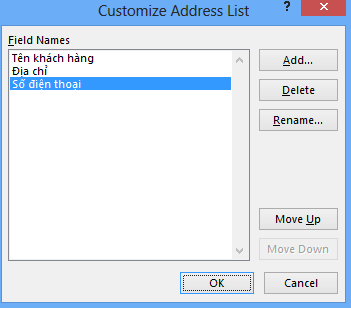 Customize Address List
? ×
Field Names
Tên khách hàng
Địa chỉ
Số điện thoại
Add...
Delete
Rename...
Move Up
Move Down
OK
Cancel